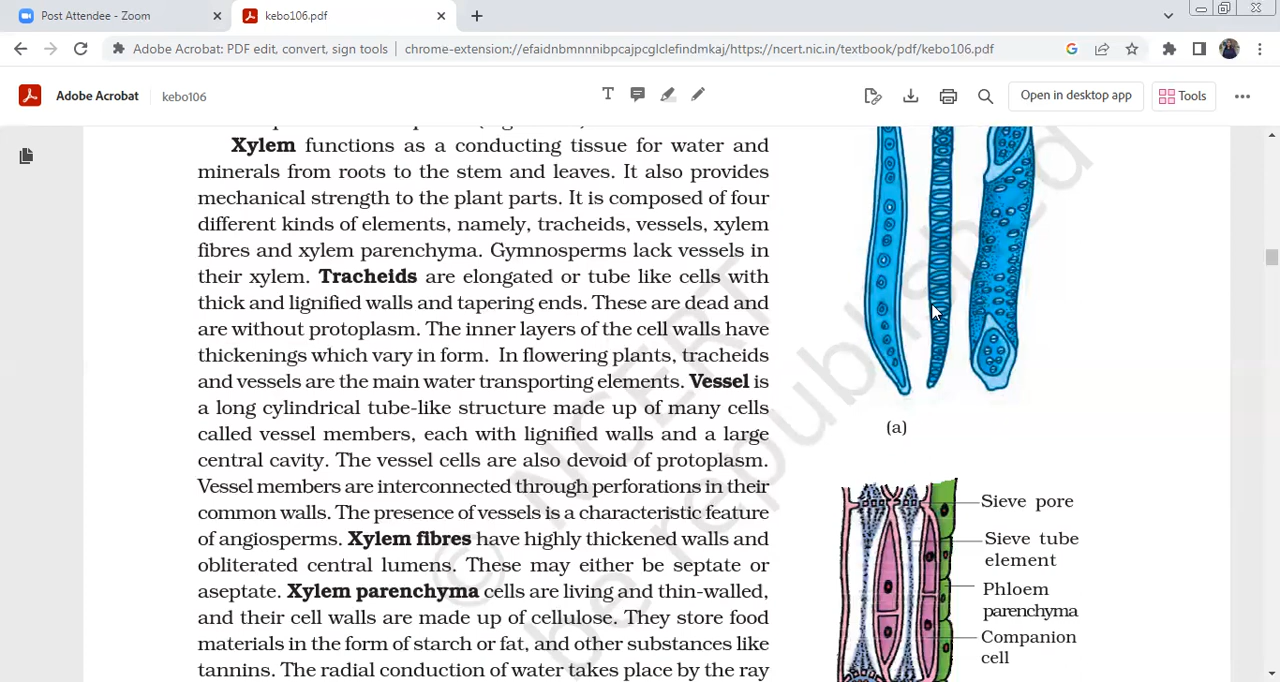 Post Attendee - Zoom
kebo106.pdf
Adobe Acrobat: PDF edit, convert, sign tools
chrome-extension://efaidnbmnnnibpcajpcglclefindmkaj/https://ncert.nic.in/textbook/pdf/kebo106.pdf
Adobe Acrobat
kebo106
Open in desktop app
Tools
Xylem functions as a conducting tissue for water and
minerals from roots to the stem and leaves. It also provides
mechanical strength to the plant parts. It is composed of four
different kinds of elements, namely, tracheids, vessels, xylem
fibres and xylem parenchyma. Gymnosperms lack vessels in
their xylem. Tracheids are elongated or tube like cells with
thick and lignified walls and tapering ends. These are dead and
are without protoplasm. The inner layers of the cell walls have
thickenings which vary in form. In flowering plants, tracheids
and vessels are the main water transporting elements. Vessel is
a long cylindrical tube-like structure made up of many cells
called vessel members, each with lignified walls and a large
central cavity. The vessel cells are also devoid of protoplasm.
Vessel members are interconnected through perforations in their
common walls. The presence of vessels is a characteristic feature
of angiosperms. Xylem fibres have highly thickened walls and
obliterated central lumens. These may either be septate or
aseptate. Xylem parenchyma cells are living and thin-walled,
and their cell walls are made up of cellulose. They store food
materials in the form of starch or fat, and other substances like
tannins. The radial conduction of water takes place by the ray
(a)
Sieve pore
Sieve tube
element
Phloem
parenchyma
Companion
cell
© NCERT
be republished